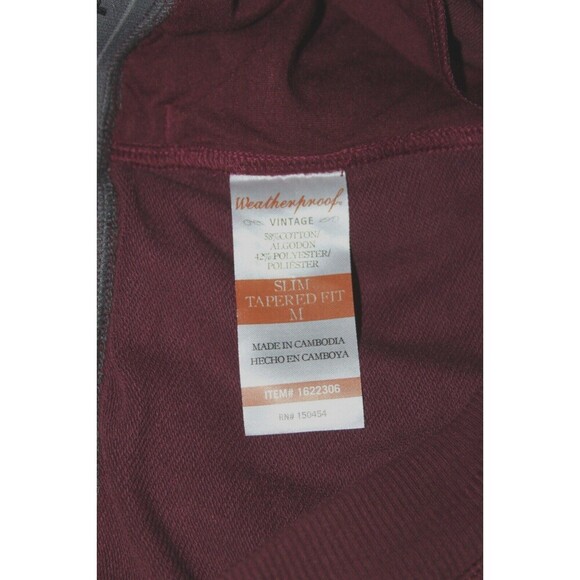 Weatherproof®
VINTAGE
58%COTTON/
ALGODON
42%POLYESTER/
POLIESTER
SLIM
TAPERED FIT
M
MADE IN CAMBODIA
HECHO EN CAMBOYA
ITEM# 1622306
RN# 150454